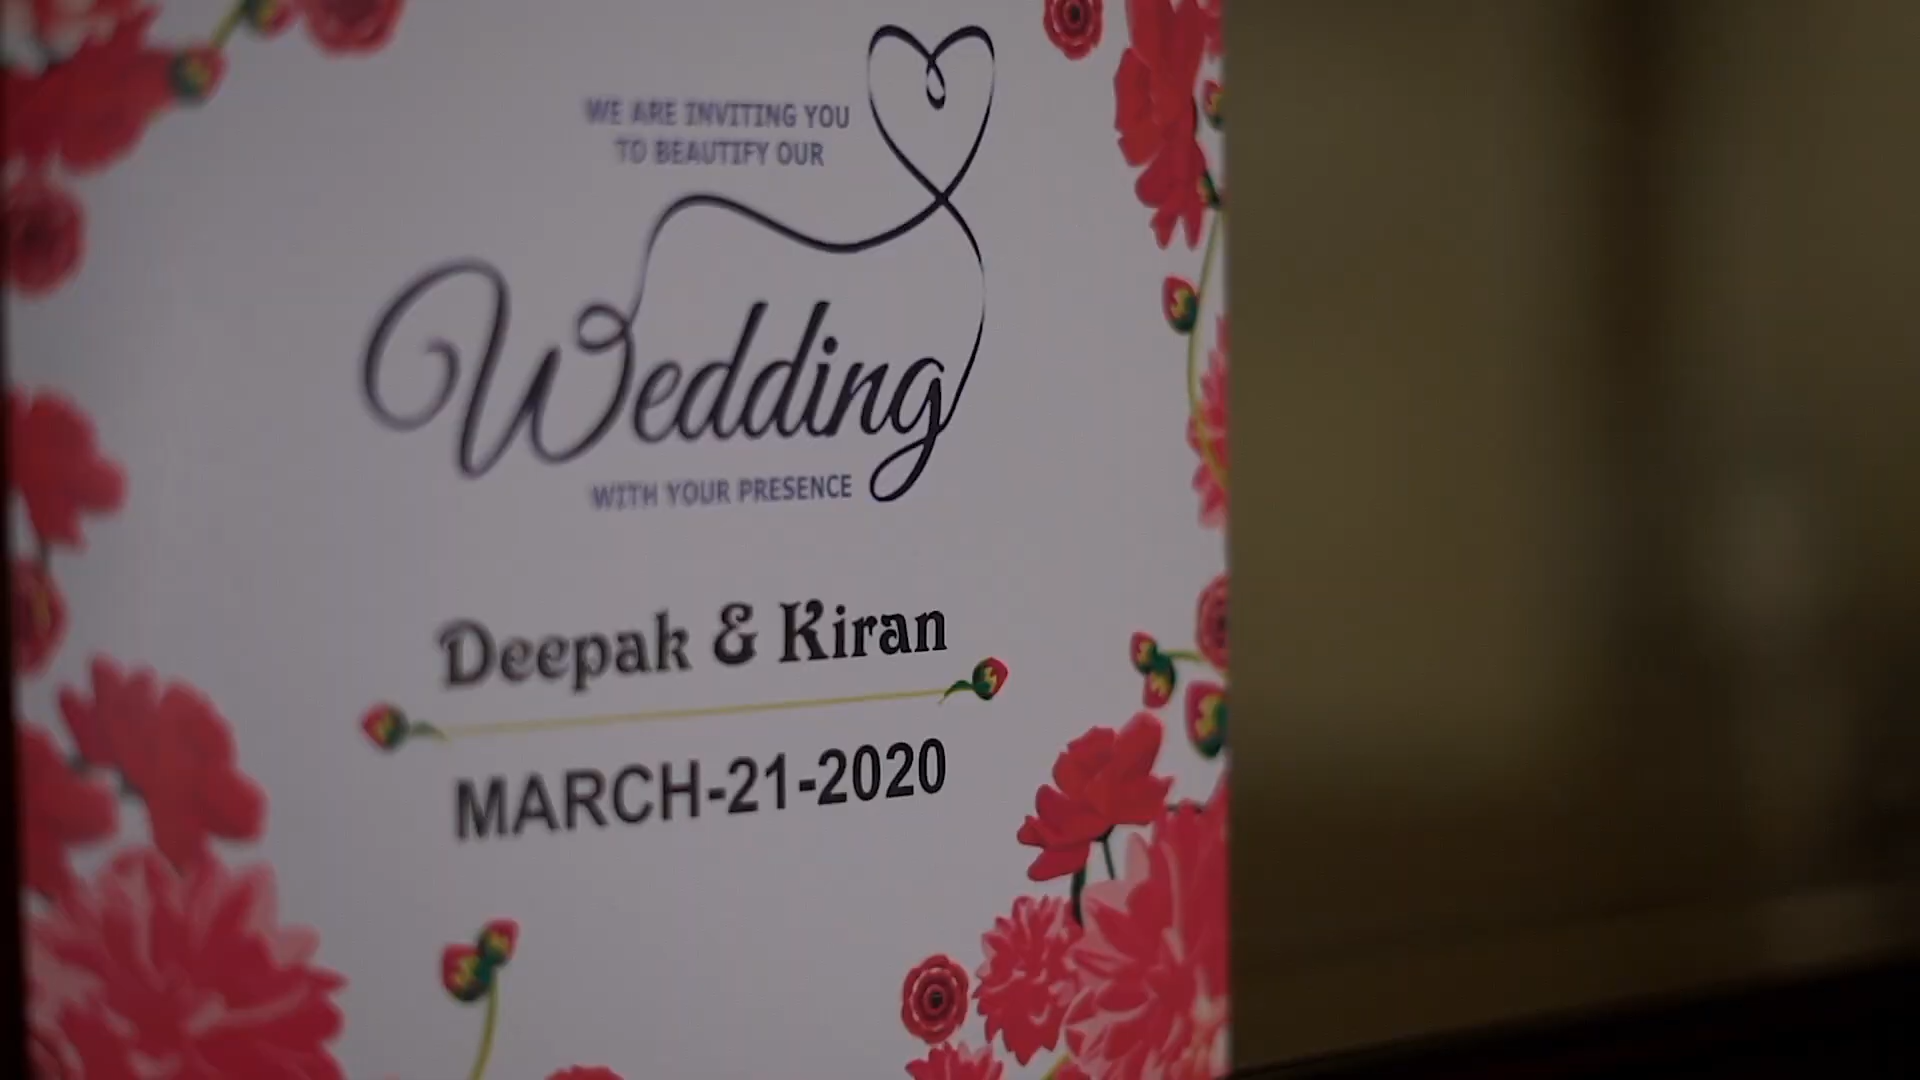 WE ARE INVITING YOU
TO BEAUTIFY OUR
Wedding
WITH YOUR PRESENCE
Deepak & Kiran
MARCH-21-2020